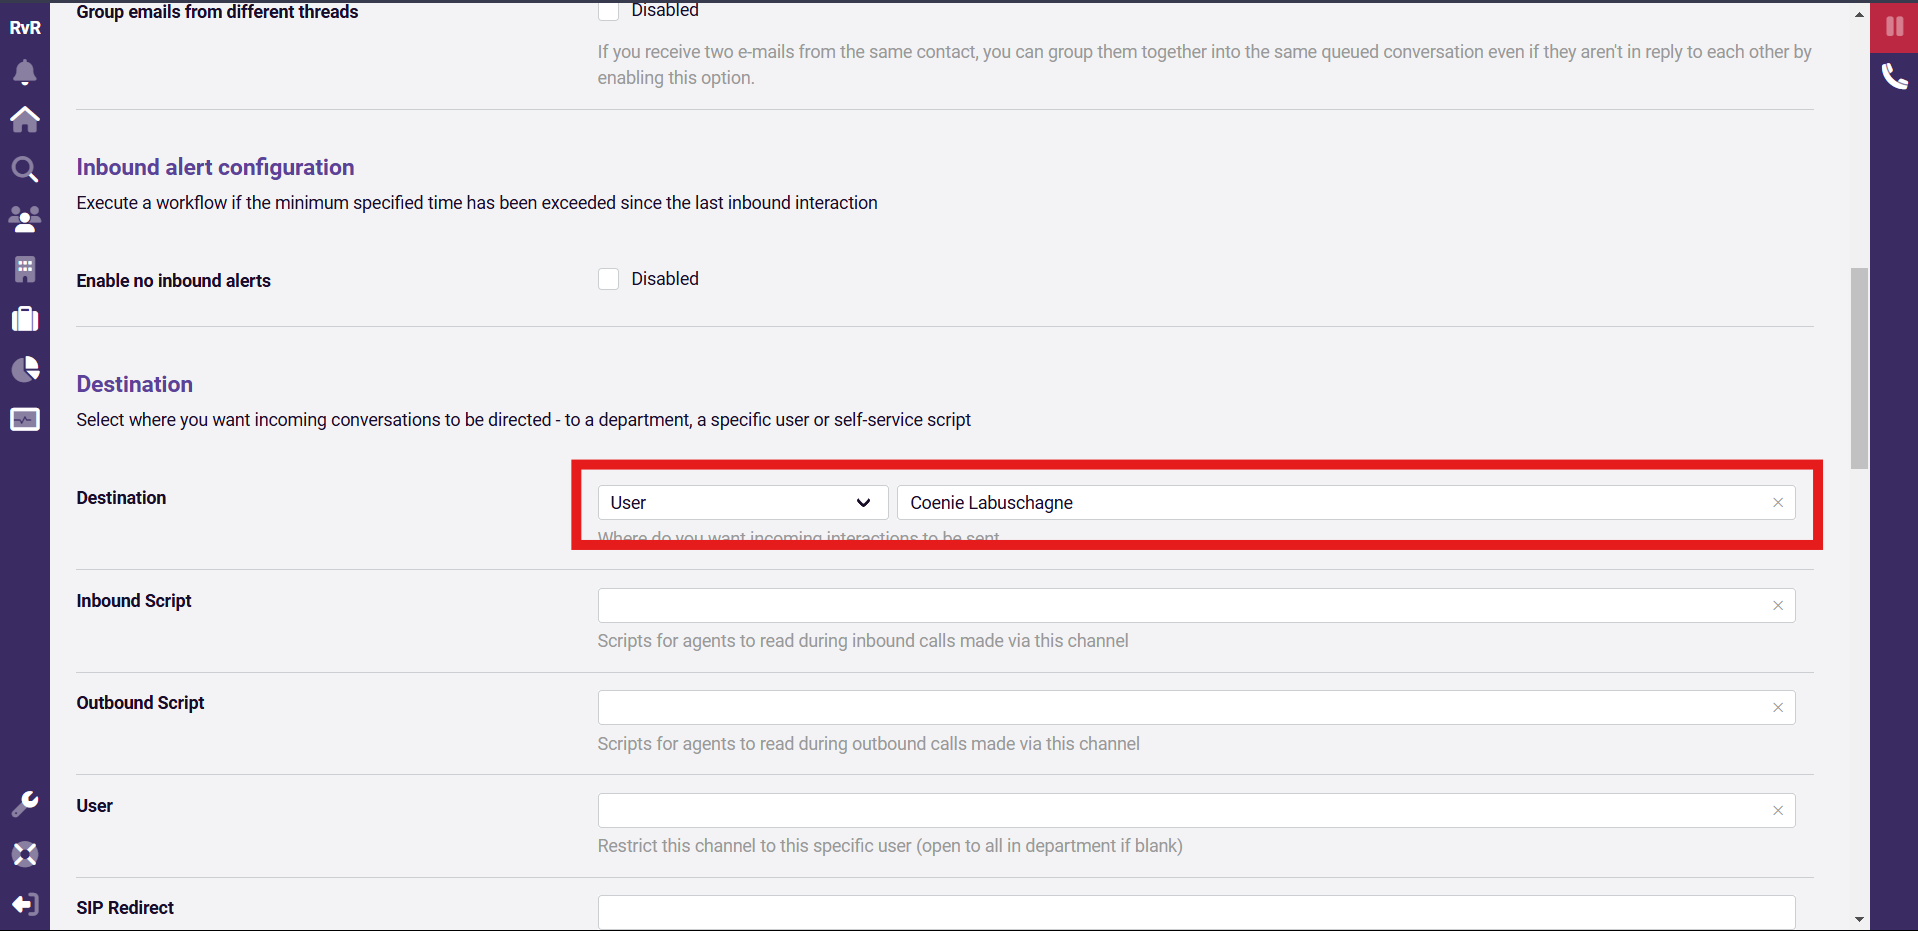 RvR
Group emails from different threads
Disabled
If you receive two e-mails from the same contact, you can group them together into the same queued conversation even if they aren't in reply to each other by
enabling this option.
Inbound alert configuration
Execute a workflow if the minimum specified time has been exceeded since the last inbound interaction
Enable no inbound alerts
Disabled
Destination
Select where you want incoming conversations to be directed - to a department, a specific user or self-service script
Destination
User
Coenie Labuschagne
Where do you want incoming interactions to be sent
Inbound Script
Scripts for agents to read during inbound calls made via this channel
Outbound Script
Scripts for agents to read during outbound calls made via this channel
User
Restrict this channel to this specific user (open to all in department if blank)
SIP Redirect